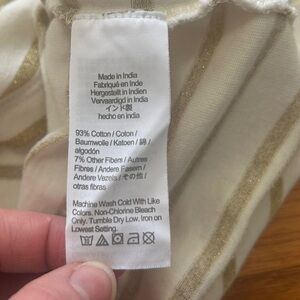 Made in India
Fabriqué en Inde
Hergestellt in Indien
Vervaardigd in India
インド製
hecho en india
93% Cotton / Coton /
Baumwolle / Katoen / 綿 /
algodón
7% Other Fibers / Autres
Fibres / Andere Fasern /
Andere Vezels / その他 /
otras fibras
Machine Wash Cold With Like
Colors. Non-Chlorine Bleach
Only. Tumble Dry Low. Iron on
Lowest Setting.